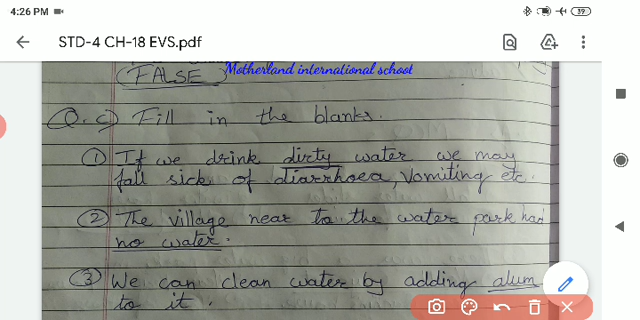 4:26 PM
39
STD-4 CH-18 EVS.pdf
FALSE
Motherland international school
Q.c) Fill in the blanks.
① If we drink dirty water we may
fall sick of diarrhoea, vomiting etc.
② The village near to the water park had
no water.
③ We can clean water by adding alum
to it.